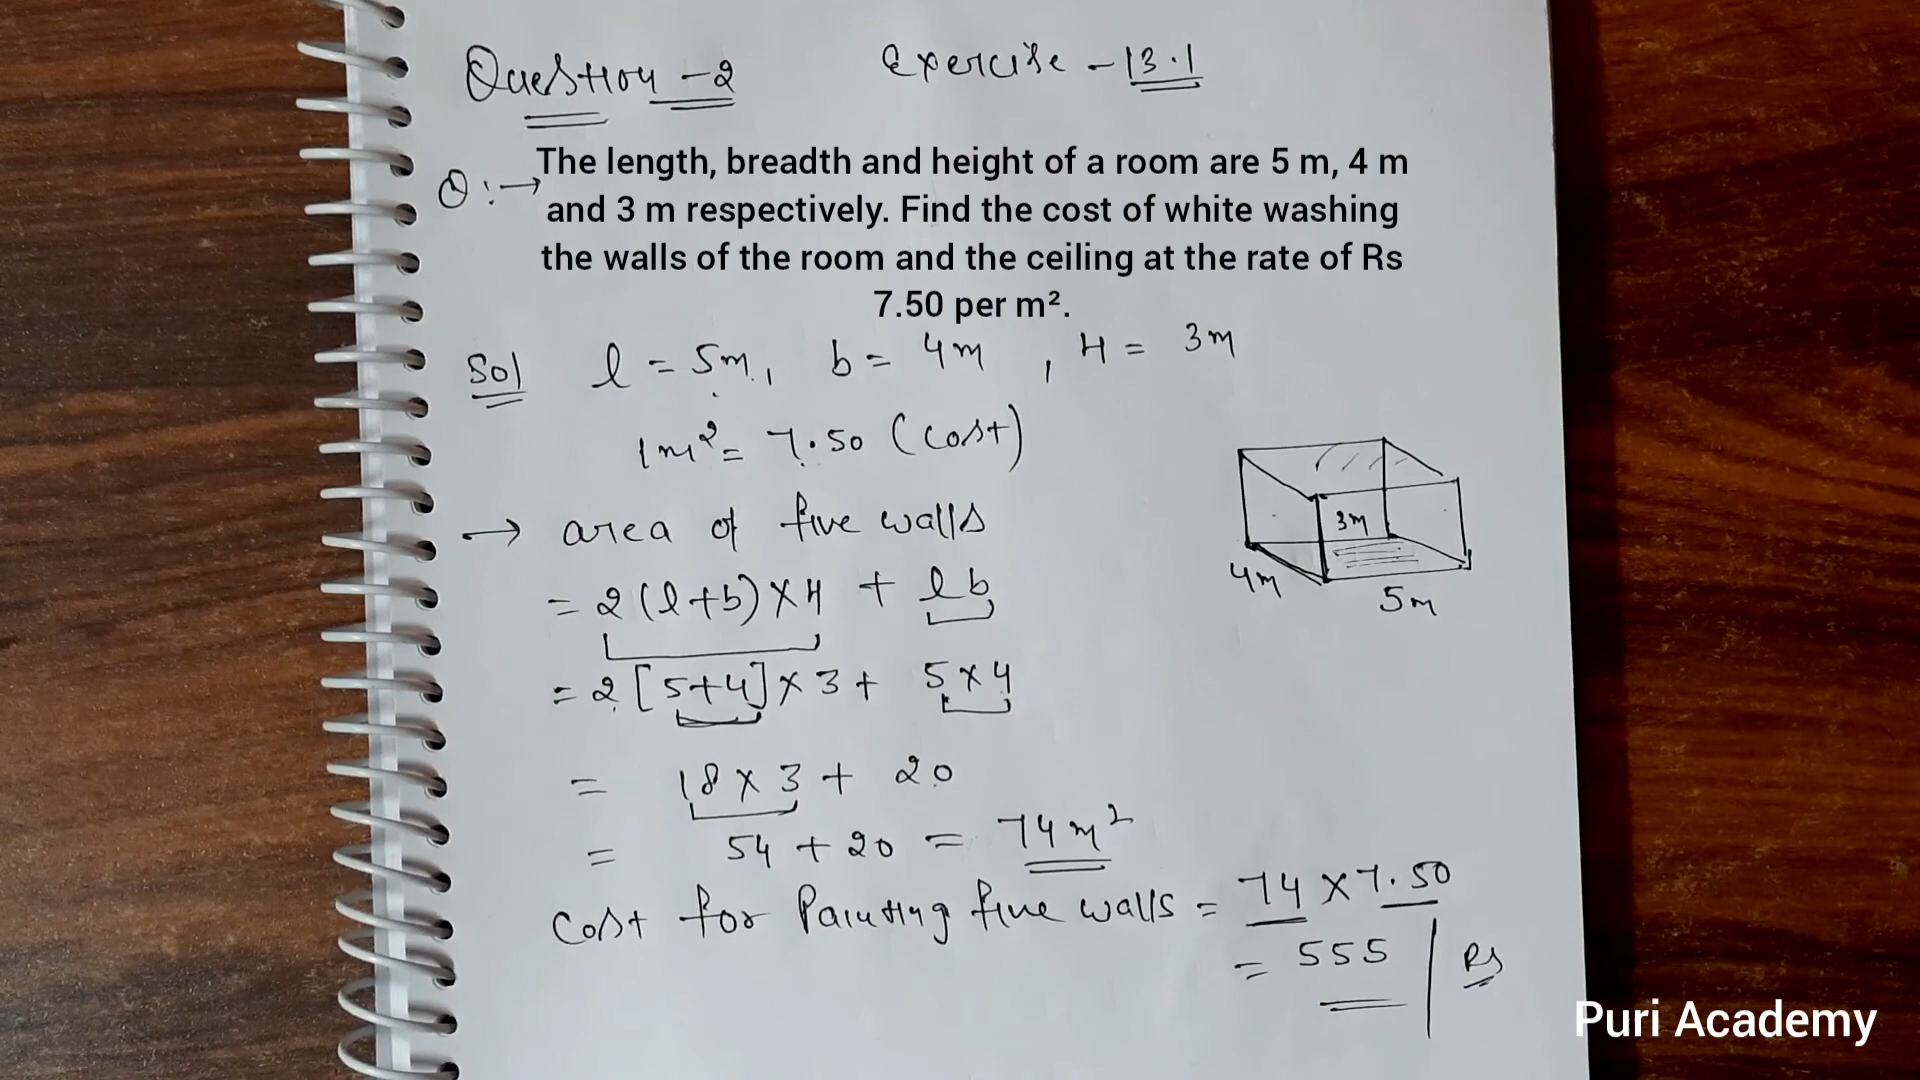 Question - 2
Exercise - 13.1
Q :→
The length, breadth and height of a room are 5 m, 4 m
and 3 m respectively. Find the cost of white washing
the walls of the room and the ceiling at the rate of Rs
7.50 per m².
Sol l = 5m, b = 4m , H = 3m
1m² = 7.50 (cost)
→ area of five walls
= 2(l+b)×H + lb
= 2[5+4]×3 + 5×4
= 18×3 + 20
= 54 + 20 = 74m²
3m
4m
5m
Cost for Painting five walls = 74×7.50
= 555 Rs
Puri Academy